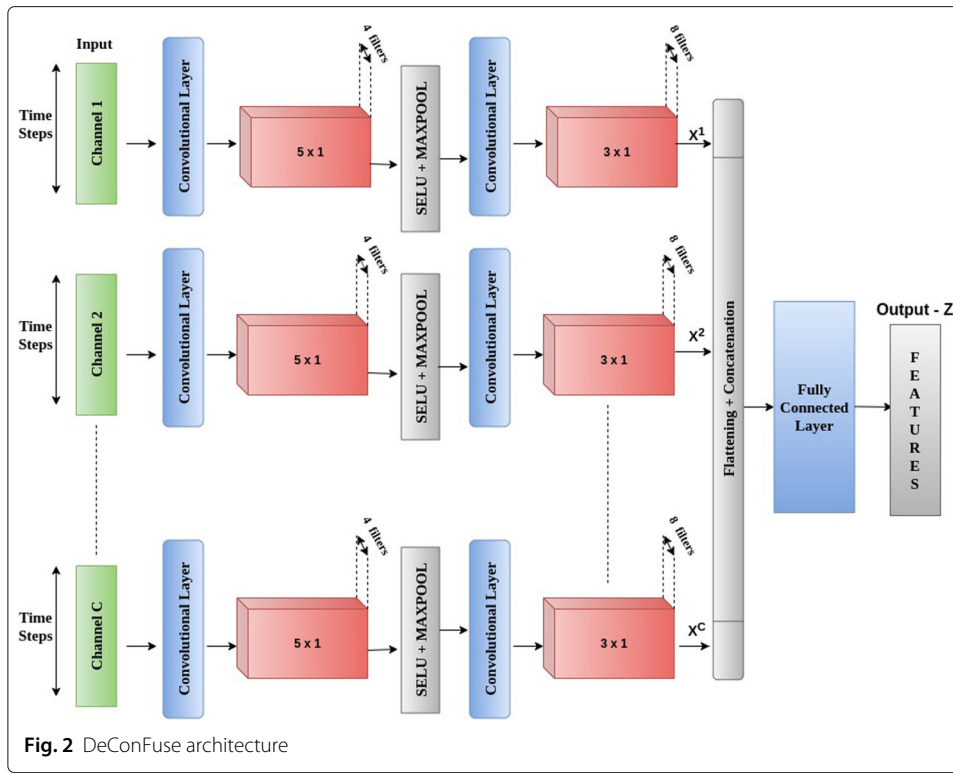 Input
Time
Steps
Channel 1
Convolutional Layer
5 x 1
4 filters
SELU + MAXPOOL
Convolutional Layer
3 x 1
8 filters
X1
Time
Steps
Channel 2
Convolutional Layer
5 x 1
4 filters
SELU + MAXPOOL
Convolutional Layer
3 x 1
8 filters
X2
Time
Steps
Channel C
Convolutional Layer
5 x 1
4 filters
SELU + MAXPOOL
Convolutional Layer
3 x 1
8 filters
XC
Flattening + Concatenation
Fully
Connected
Layer
Output - Z
FEATURES
Fig. 2 DeConFuse architecture